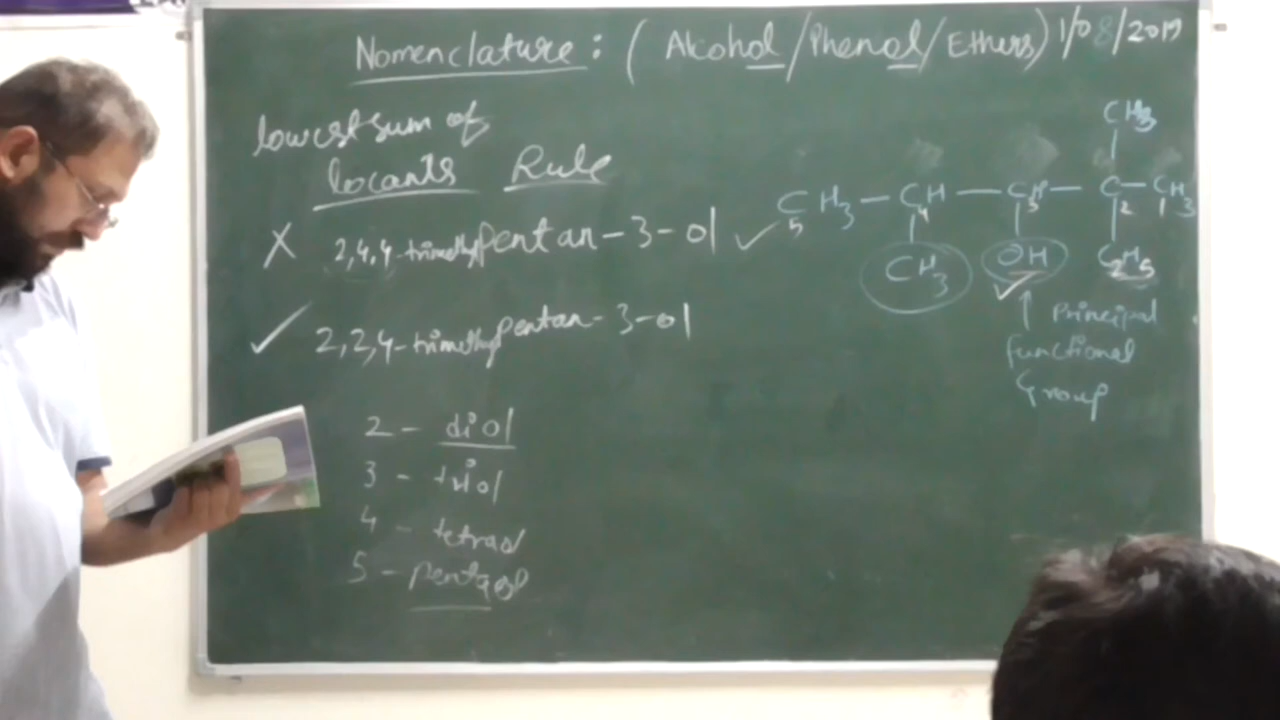 Nomenclature: (Alcohol/Phenol/Ethers) 1/08/2019
lowest sum of
locants Rule
X 2,4,4-trimethylpentan-3-ol ✓
✓ 2,2,4-trimethylpentan-3-ol
2 - diol
3 - triol
4 - tetraol
5 - pentaol
CH3
CH3 — CH — CH — C — CH3
5 4 3 2 1
CH3 OH C2H5
✓
↑ Principal
functional
Group